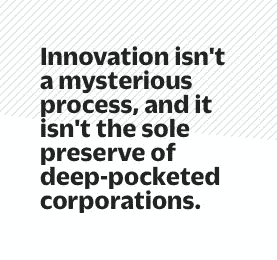 Innovation isn't
a mysterious
process, and it
isn't the sole
preserve of
deep-pocketed
corporations.